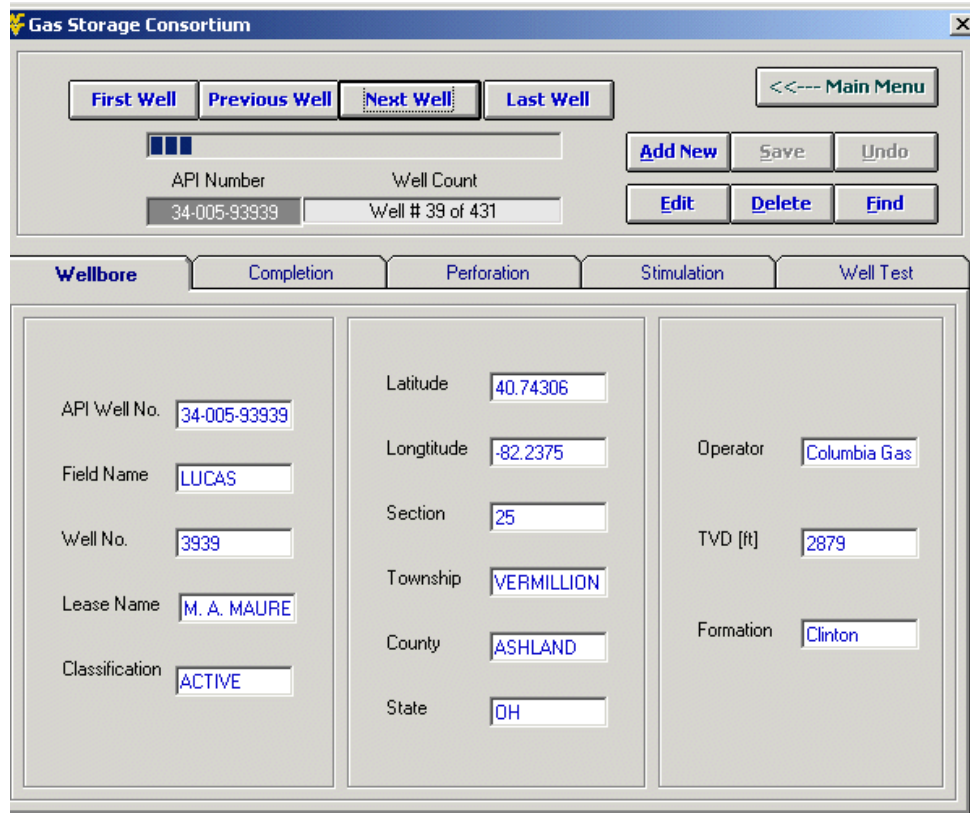 Gas Storage Consortium
First Well Previous Well Next Well Last Well
<<--- Main Menu
Add New Save Undo
API Number Well Count
34-005-93939 Well # 39 of 431
Edit Delete Find
Wellbore Completion Perforation Stimulation Well Test
API Well No. 34-005-93939
Field Name LUCAS
Well No. 3939
Lease Name M. A. MAURE
Classification ACTIVE
Latitude 40.74306
Longtitude -82.2375
Section 25
Township VERMILLION
County ASHLAND
State OH
Operator Columbia Gas
TVD [ft] 2879
Formation Clinton